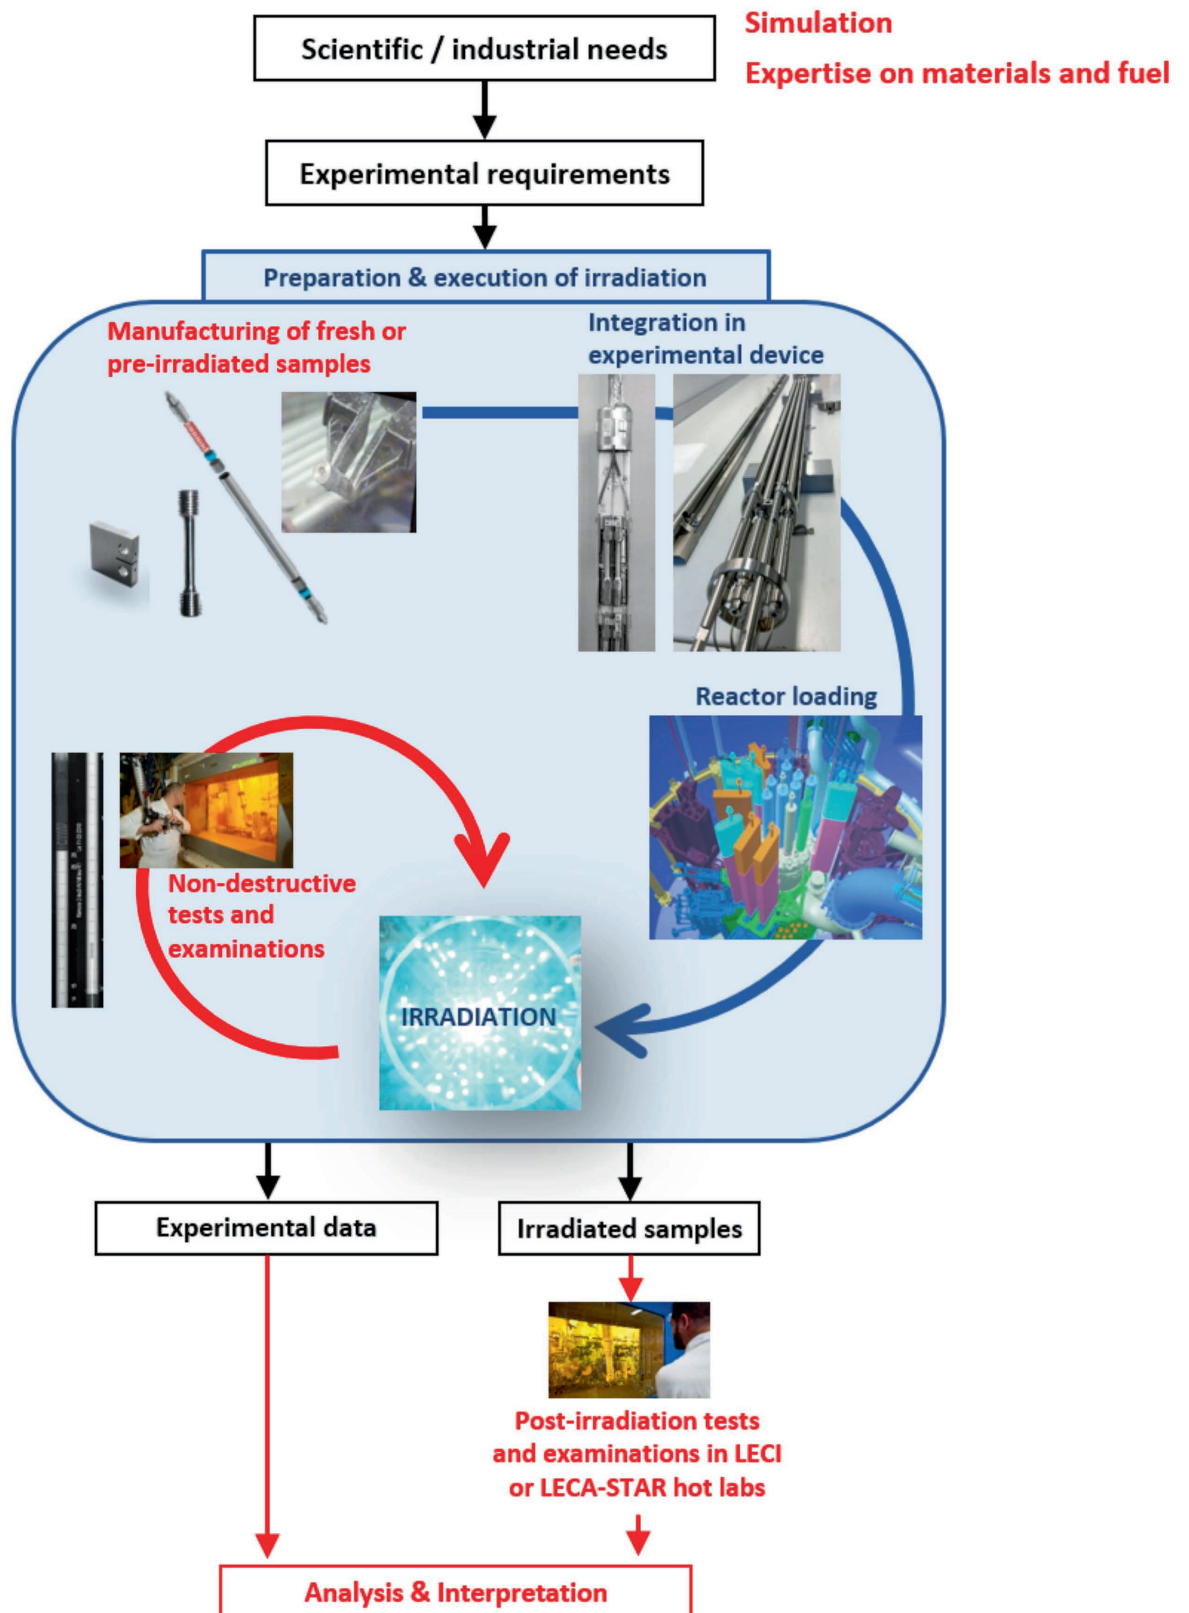 Simulation
Scientific / industrial needs
Expertise on materials and fuel
Experimental requirements
Preparation & execution of irradiation
Manufacturing of fresh or
pre-irradiated samples
Integration in
experimental device
Reactor loading
Non-destructive
tests and
examinations
IRRADIATION
Experimental data
Irradiated samples
Post-irradiation tests
and examinations in LECI
or LECA-STAR hot labs
Analysis & Interpretation